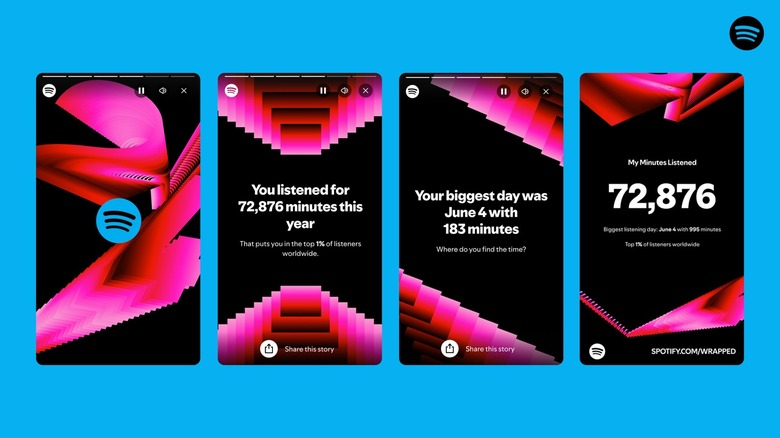 You listened for
72,876 minutes this
year
That puts you in the top 1% of listeners
worldwide.
Share this story
Your biggest day was
June 4 with
183 minutes
Where do you find the time?
Share this story
My Minutes Listened
72,876
Biggest listening day: June 4 with 995 minutes
Top 1% of listeners worldwide
SPOTIFY.COM/WRAPPED